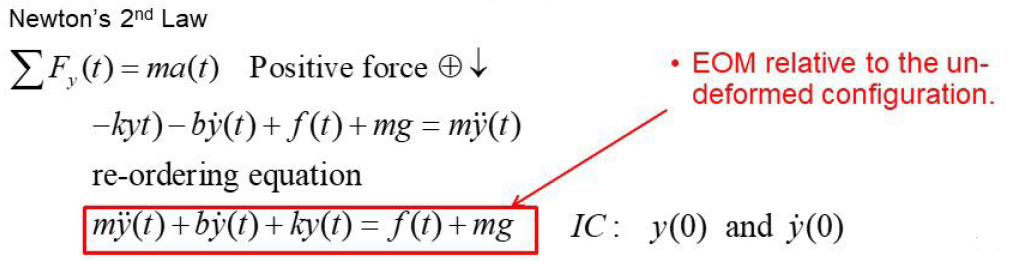 Newton's 2nd Law
∑F_y(t) = ma(t) Positive force ⊕↓
• EOM relative to the un-
deformed configuration.
−kyt) − bẏ(t) + f(t) + mg = mÿ(t)
re-ordering equation
mÿ(t) + bẏ(t) + ky(t) = f(t) + mg IC : y(0) and ẏ(0)